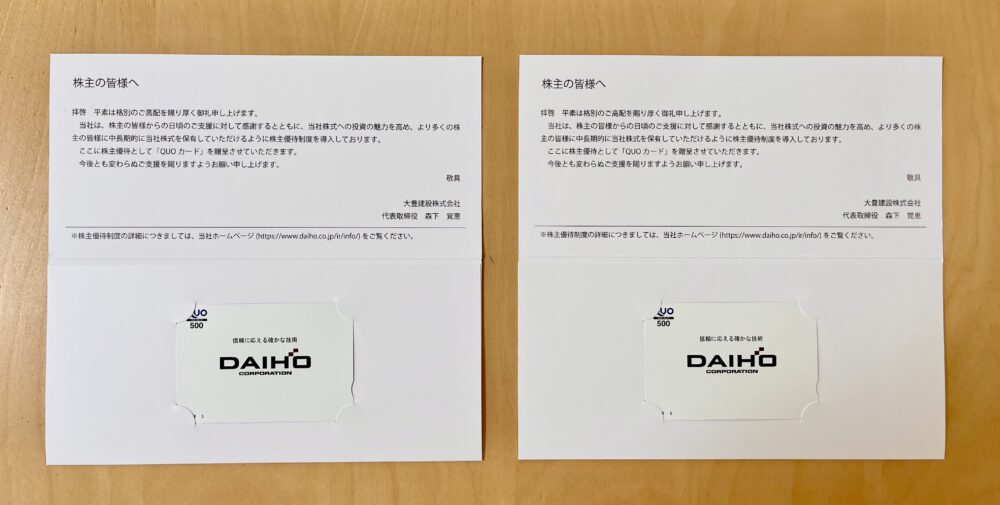 株主の皆様へ
拝啓　平素は格別のご高配を賜り厚く御礼申し上げます。
当社は、株主の皆様からの日頃のご支援に対して感謝するとともに、当社株式への投資の魅力を高め、より多くの株
主の皆様に中長期的に当社株式を保有していただけるように株主優待制度を導入しております。
ここに株主優待として「QUOカード」を贈呈させていただきます。
今後とも変わらぬご支援を賜りますようお願い申し上げます。
敬具
大豊建設株式会社
代表取締役　森下　覚恵
※株主優待制度の詳細につきましては、当社ホームページ(https://www.daiho.co.jp/ir/info/)をご覧ください。
QUO
500
信頼に応える確かな技術
DAIHO
CORPORATION
株主の皆様へ
拝啓　平素は格別のご高配を賜り厚く御礼申し上げます。
当社は、株主の皆様からの日頃のご支援に対して感謝するとともに、当社株式への投資の魅力を高め、より多くの株
主の皆様に中長期的に当社株式を保有していただけるように株主優待制度を導入しております。
ここに株主優待として「QUOカード」を贈呈させていただきます。
今後とも変わらぬご支援を賜りますようお願い申し上げます。
敬具
大豊建設株式会社
代表取締役　森下　覚恵
※株主優待制度の詳細につきましては、当社ホームページ(https://www.daiho.co.jp/ir/info/)をご覧ください。
QUO
500
信頼に応える確かな技術
DAIHO
CORPORATION